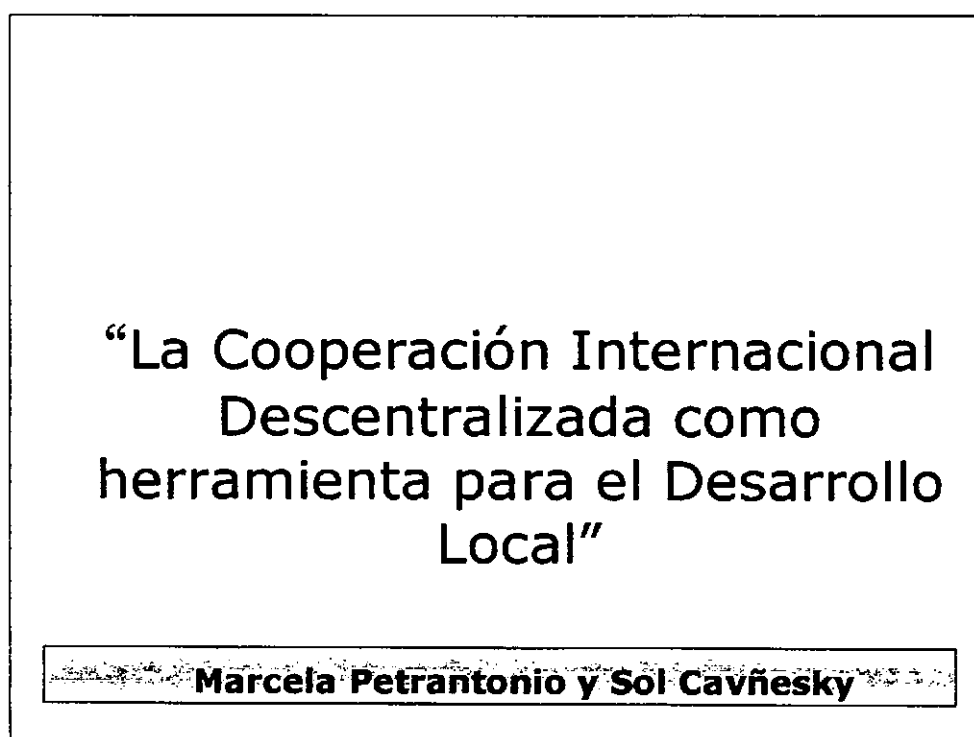 “La Cooperación Internacional
Descentralizada como
herramienta para el Desarrollo
Local”
Marcela Petrantonio y Sol Cavñesky